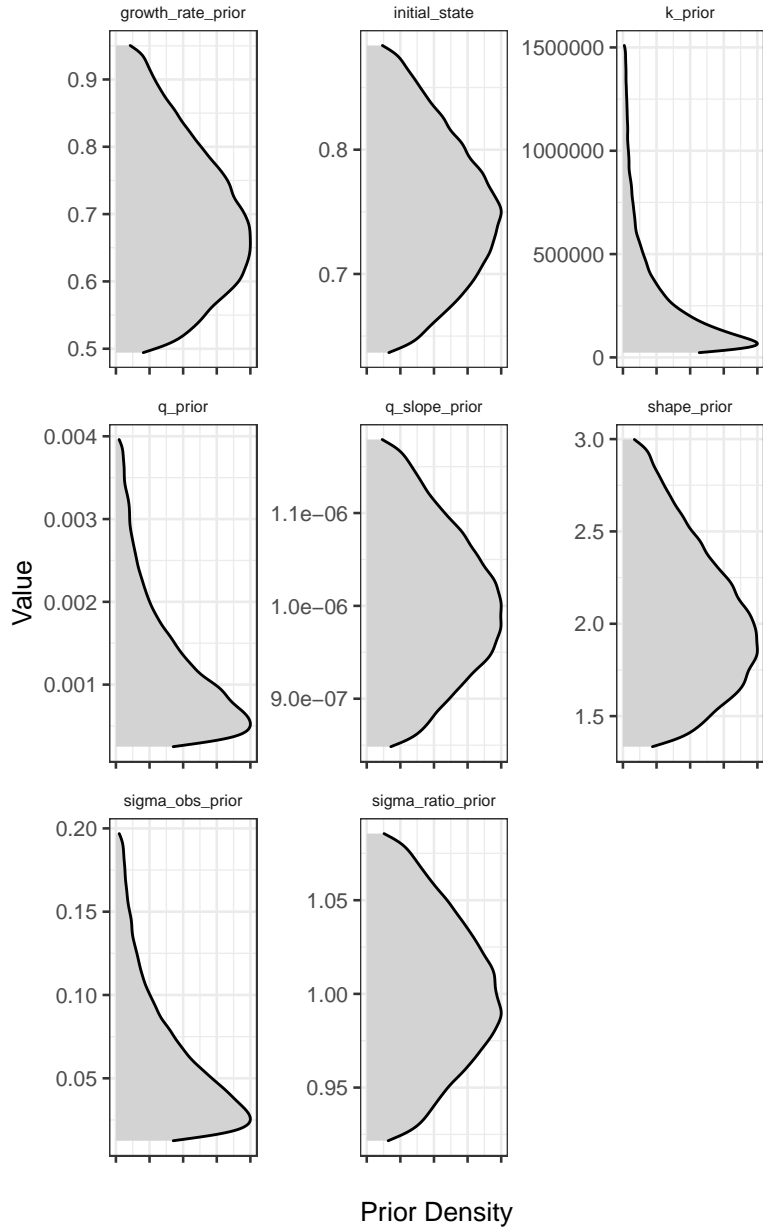 growth_rate_prior
initial_state
k_prior
0.9
0.8
0.7
0.6
0.5
0.8
0.7
1500000
1000000
500000
0
q_prior
q_slope_prior
shape_prior
0.004
0.003
0.002
0.001
1.1e-06
1.0e-06
9.0e-07
3.0
2.5
2.0
1.5
Value
sigma_obs_prior
sigma_ratio_prior
0.20
0.15
0.10
0.05
1.05
1.00
0.95
Prior Density